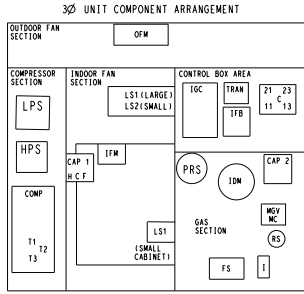 3Ø UNIT COMPONENT ARRANGEMENT
OUTDOOR FAN
SECTION
OFM
COMPRESSOR
SECTION
LPS
HPS
COMP
T1
T2
T3
INDOOR FAN
SECTION
LS1 (LARGE)
LS2 (SMALL)
IFM
CAP 1
H C F
LS1
(SMALL
CABINET)
CONTROL BOX AREA
IGC
TRAN
IFB
21 23
C
11 13
PRS
IDM
CAP 2
MGV
MC
GAS
SECTION
RS
FS
I